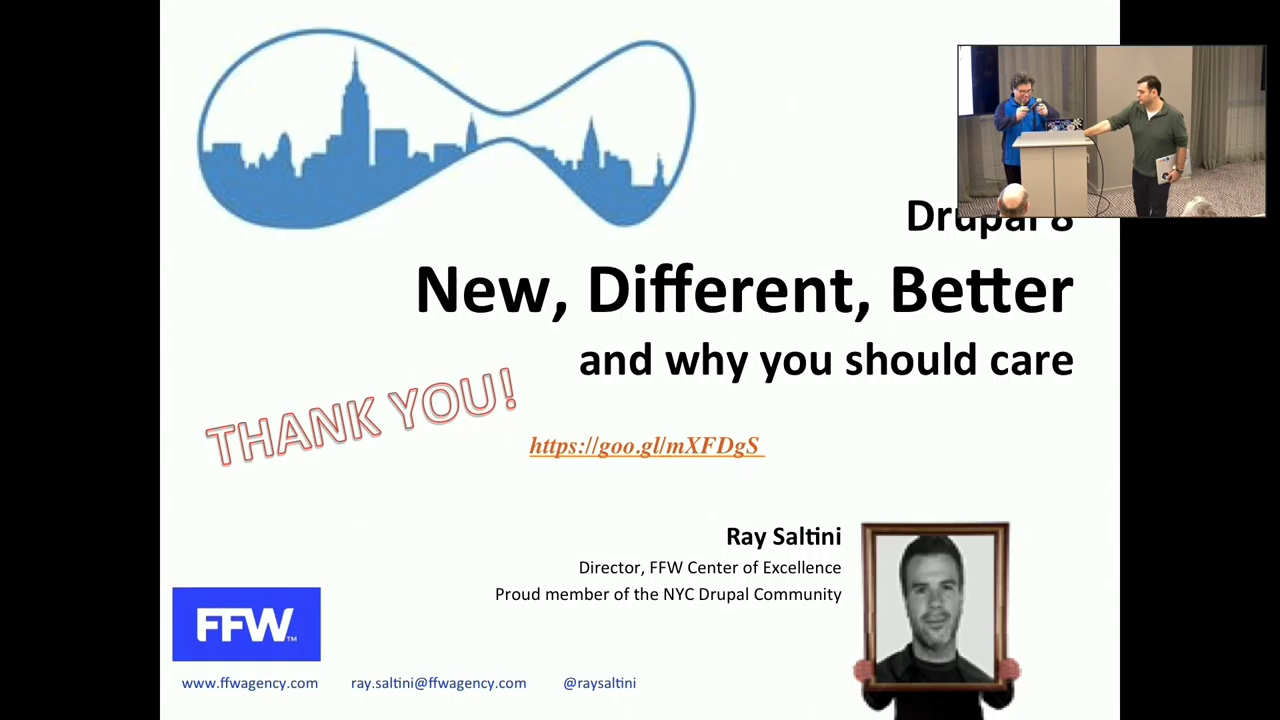 Drupal 8
New, Different, Better
and why you should care
THANK YOU!
https://goo.gl/mXFDgS
Ray Saltini
Director, FFW Center of Excellence
Proud member of the NYC Drupal Community
FFW™
www.ffwagency.com ray.saltini@ffwagency.com @raysaltini